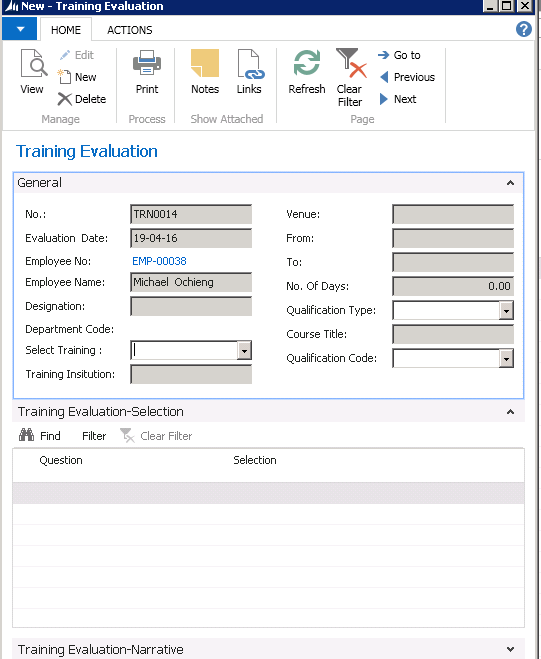 New - Training Evaluation
HOME ACTIONS
View
Edit
New
Delete
Manage
Print
Process
Notes
Links
Show Attached
Refresh
Clear
Filter
Go to
Previous
Next
Page
Training Evaluation
General
No.: TRN0014
Evaluation Date: 19-04-16
Employee No: EMP-00038
Employee Name: Michael Ochieng
Designation:
Department Code:
Select Training :
Training Insitution:
Venue:
From:
To:
No. Of Days: 0.00
Qualification Type:
Course Title:
Qualification Code:
Training Evaluation-Selection
Find Filter Clear Filter
Question Selection
Training Evaluation-Narrative